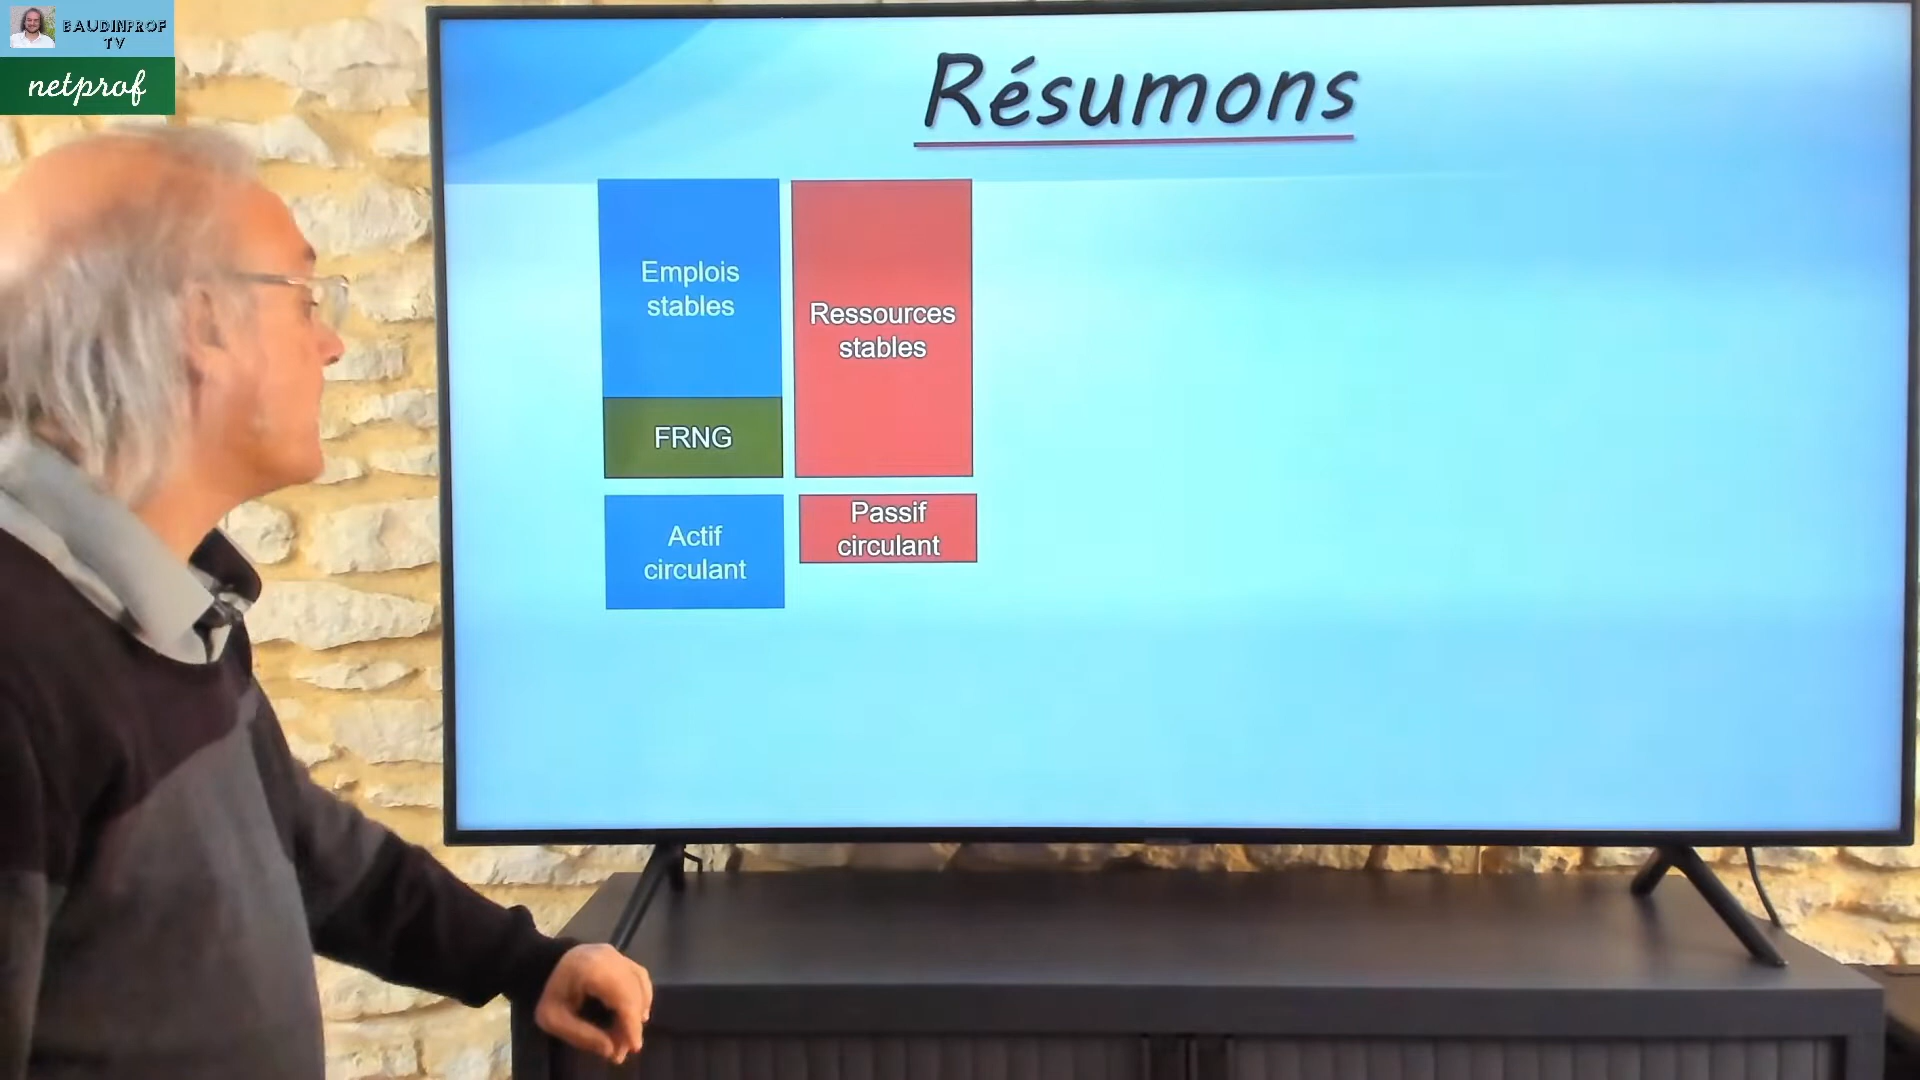 BAUDINPROF
TV
netprof
Résumons
Emplois
stables
Ressources
stables
FRNG
Actif
circulant
Passif
circulant